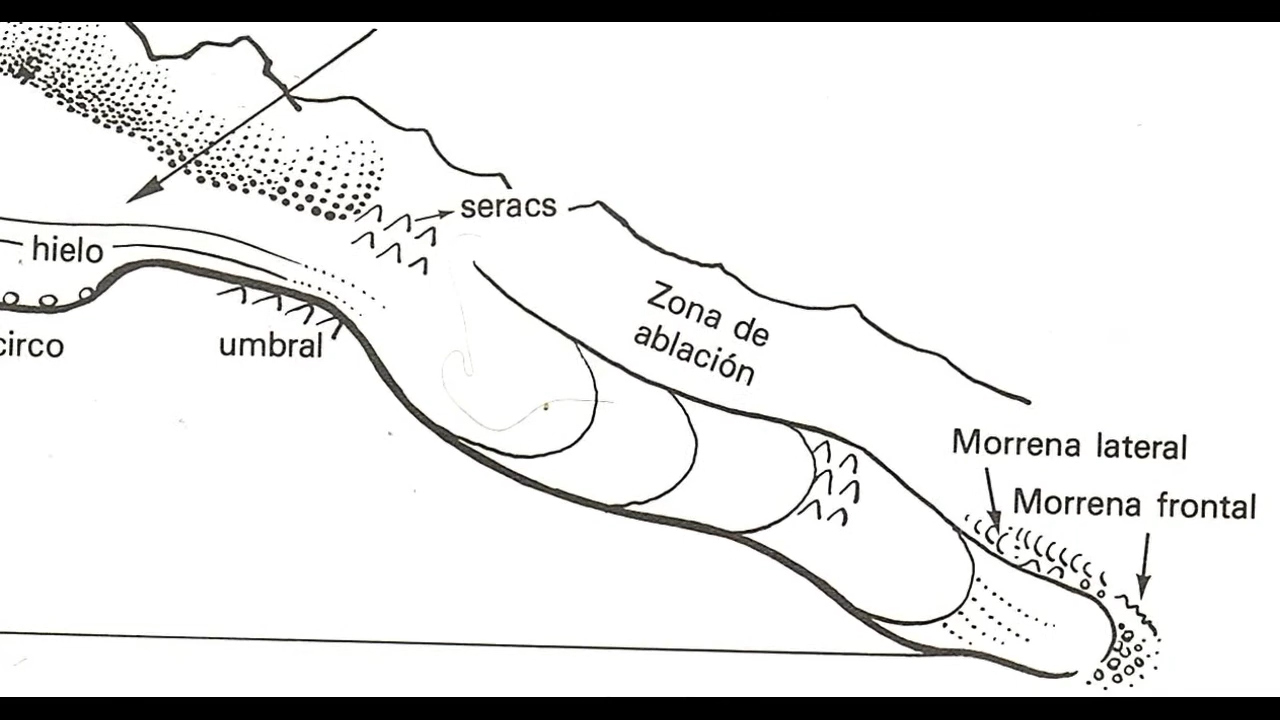 seracs
hielo
Zona de
ablación
circo
umbral
Morrena lateral
Morrena frontal